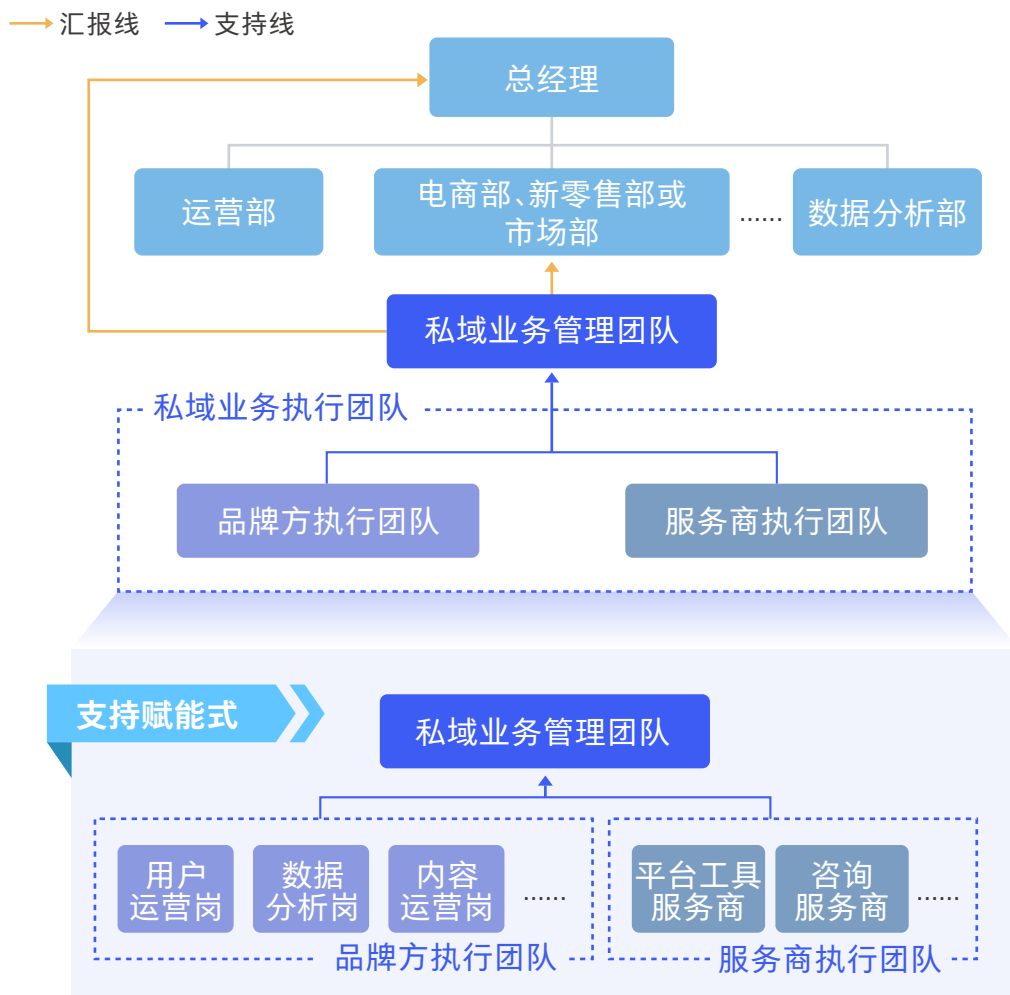 汇报线 支持线
总经理
运营部
电商部、新零售部或
市场部
......
数据分析部
私域业务管理团队
私域业务执行团队
品牌方执行团队
服务商执行团队
支持赋能式
私域业务管理团队
用户
运营岗
数据
分析岗
内容
运营岗
......
品牌方执行团队
平台工具
服务商
咨询
服务商
......
服务商执行团队